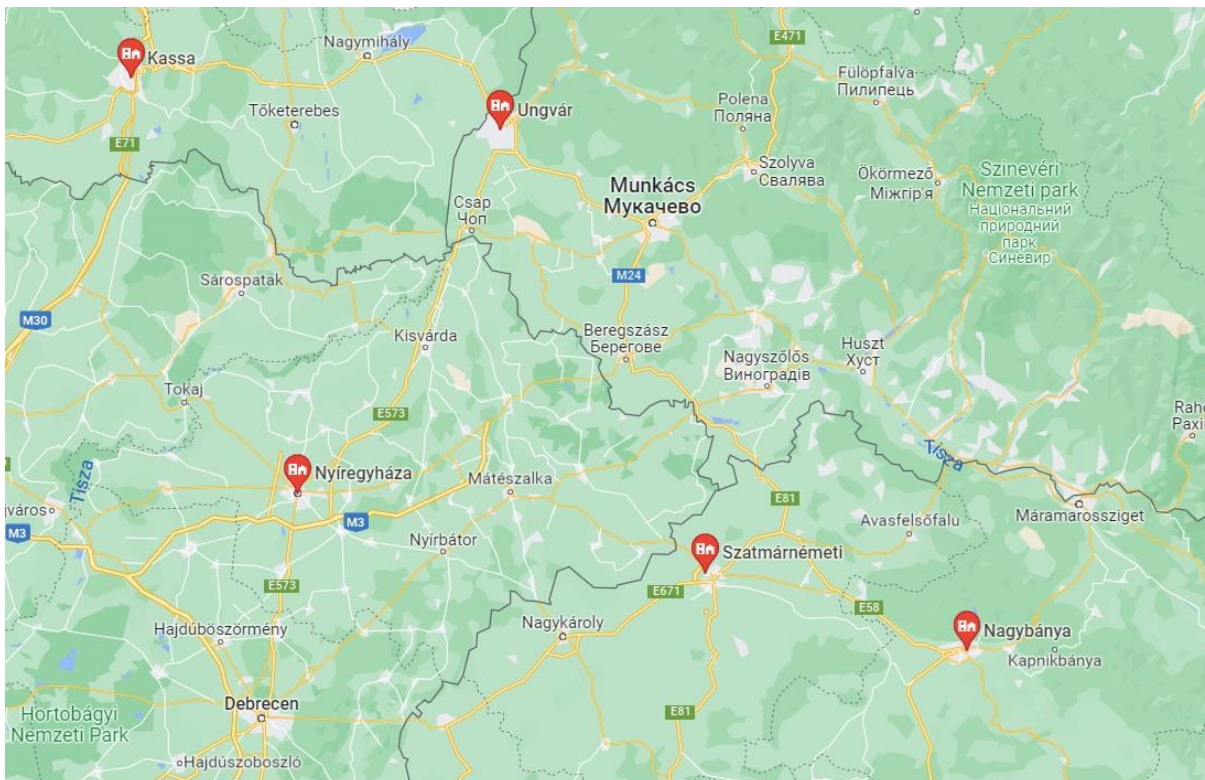 Kassa
Nagymihály
E471
Fülöpfalva
Пилипець
Polena
Поляна
Tőketerebes
Ungvár
E71
Szolyva
Свалява
Ökörmező
Міжгір'я
Szinevéri
Nemzeti park
Національний
природний
парк
"Синевир"
Munkács
Мукачево
Csap
Чоп
Sárospatak
M24
M30
Kisvárda
Beregszász
Берегове
Nagyszőlős
Виноградів
Huszt
Хуст
Tokaj
E573
Raho
Рахі
Tisza
Tisza
Nyíregyháza
Mátészalka
gváros
M3
M3
E81
Avasfelsőfalu
Máramarossziget
Nyírbátor
Szatmárnémeti
E573
E671
E58
Hajdúböszörmény
Nagykároly
Nagybánya
Kapnikbánya
Debrecen
E81
Hortobágyi
Nemzeti Park
Hajdúszoboszló